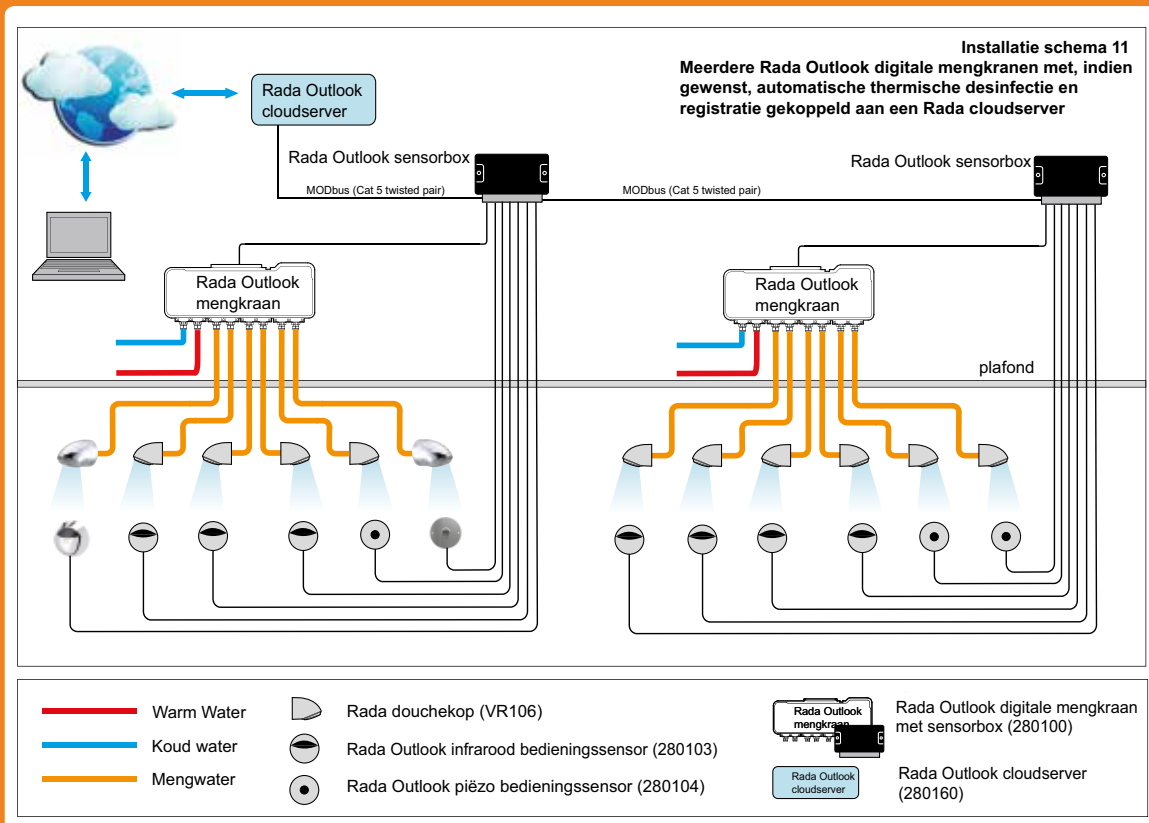 Installatie schema 11
Meerdere Rada Outlook digitale mengkranen met, indien
gewenst, automatische thermische desinfectie en
registratie gekoppeld aan een Rada cloudserver
Rada Outlook
cloudserver
Rada Outlook sensorbox
Rada Outlook sensorbox
MODbus (Cat 5 twisted pair)
MODbus (Cat 5 twisted pair)
Rada Outlook
mengkraan
Rada Outlook
mengkraan
plafond
Warm Water
Koud water
Mengwater
Rada douchekop (VR106)
Rada Outlook infrarood bedieningssensor (280103)
Rada Outlook piëzo bedieningssensor (280104)
Rada Outlook
mengkraan
Rada Outlook digitale mengkraan
met sensorbox (280100)
Rada Outlook
cloudserver
Rada Outlook cloudserver
(280160)